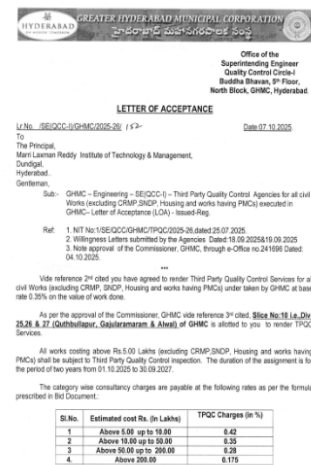 HYDERABAD
GREATER HYDERABAD MUNICIPAL CORPORATION
హైదరాబాద్ మహానగరపాలక సంస్థ
Office of the
Superintending Engineer
Quality Control Circle-I
Buddha Bhavan, 5th Floor,
North Block, GHMC, Hyderabad
LETTER OF ACCEPTANCE
Lr.No. /SE(QCC-I)/GHMC/2025-26/ 152 Date:07.10.2025.
To
The Principal,
Marri Laxman Reddy Institute of Technology & Management,
Dundigal,
Hyderabad.
Gentleman,
Sub:- GHMC – Engineering – SE(QCC-I) – Third Party Quality Control Agencies for all civil
Works (excluding CRMP,SNDP, Housing and works having PMCs) executed in
GHMC– Letter of Acceptance (LOA) - Issued-Reg.
Ref: 1. NIT No:1/SE/QCC/GHMC/TPQC/2025-26,dated:25.07.2025.
2. Willingness Letters submitted by the Agencies Dated:18.09.2025&19.09.2025
3. Note approval of the Commissioner, GHMC, through e-Office no.241696 Dated:
04.10.2025.
***
Vide reference 2nd cited you have agreed to render Third Party Quality Control Services for all
civil Works (excluding CRMP, SNDP, Housing and works having PMCs) under taken by GHMC at base
rate 0.35% on the value of work done.
As per the approval of the Commissioner, GHMC vide reference 3rd cited, Slice No:10 i.e.,Div
25,26 & 27 (Quthbullapur, Gajularamaram & Alwal) of GHMC is allotted to you to render TPQC
Services.
All works costing above Rs.5.00 Lakhs (excluding CRMP,SNDP, Housing and works having
PMCs) shall be subject to Third Party Quality Control inspection. The duration of the assignment is for
the period of two years from 01.10.2025 to 30.09.2027.
The category wise consultancy charges are payable at the following rates as per the formula
prescribed in Bid Document.:
Sl.No. Estimated cost Rs. (In Lakhs) TPQC Charges (in %)
1 Above 5.00 up to 10.00 0.42
2 Above 10.00 up to 50.00 0.35
3 Above 50.00 up to 200.00 0.28
4. Above 200.00 0.175